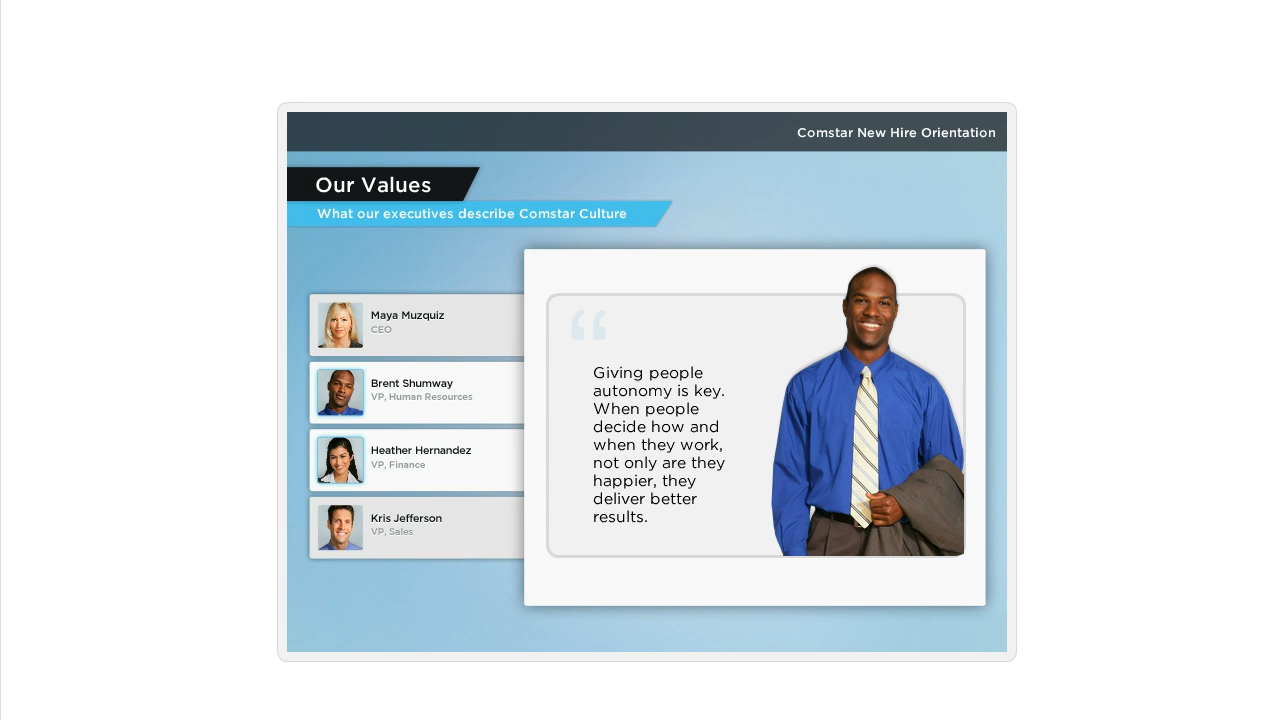 Comstar New Hire Orientation
Our Values
What our executives describe Comstar Culture
Maya Muzquiz
CEO
Brent Shumway
VP, Human Resources
Heather Hernandez
VP, Finance
Kris Jefferson
VP, Sales
“
Giving people
autonomy is key.
When people
decide how and
when they work,
not only are they
happier, they
deliver better
results.